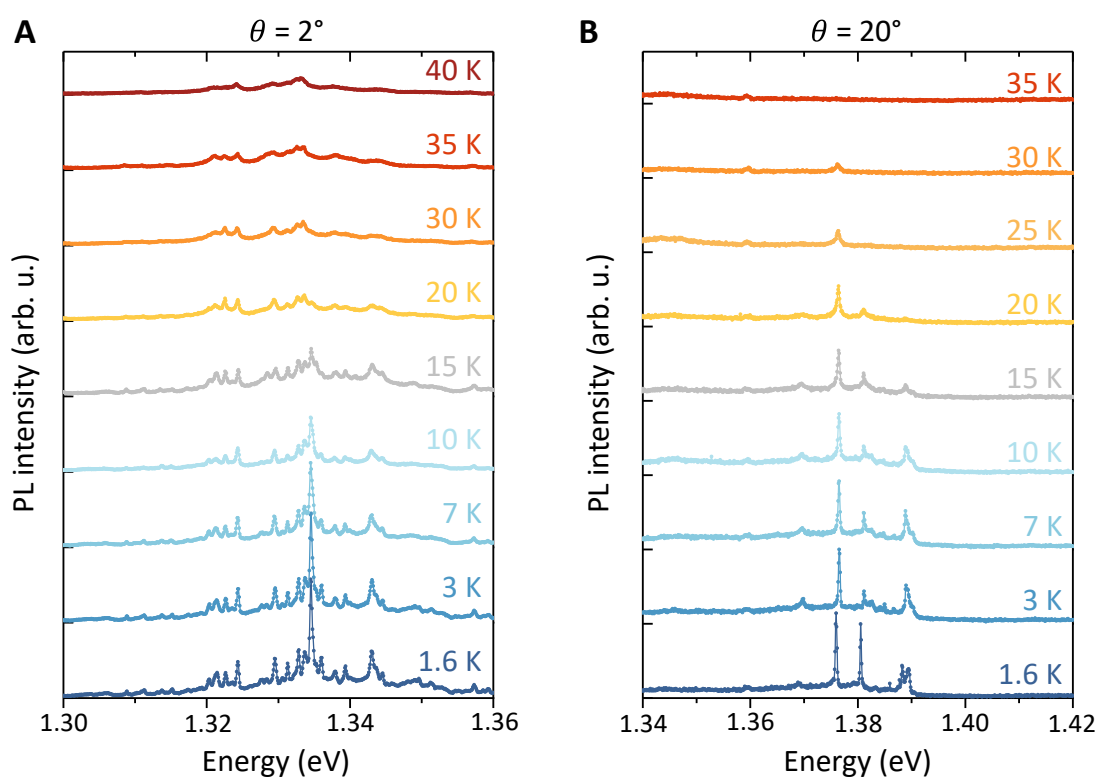 A
θ = 2°
40 K
35 K
30 K
20 K
15 K
10 K
7 K
3 K
1.6 K
PL intensity (arb. u.)
1.30
1.32
1.34
1.36
Energy (eV)
B
θ = 20°
35 K
30 K
25 K
20 K
15 K
10 K
7 K
3 K
1.6 K
PL intensity (arb. u.)
1.34
1.36
1.38
1.40
1.42
Energy (eV)